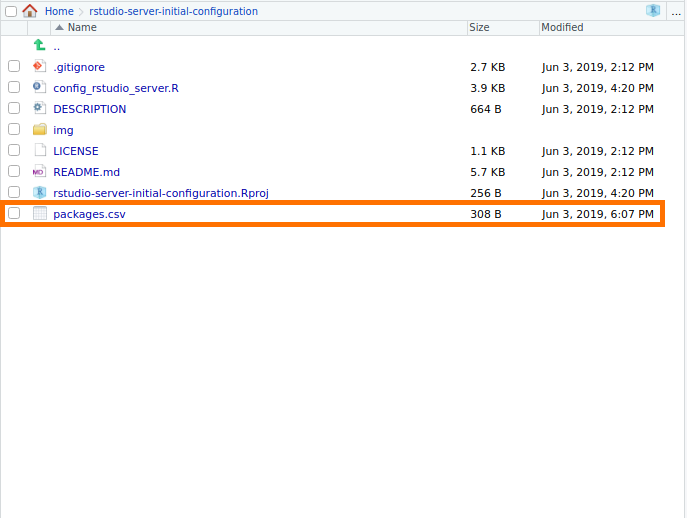 Home rstudio-server-initial-configuration ...
Name Size Modified
..
.gitignore 2.7 KB Jun 3, 2019, 2:12 PM
config_rstudio_server.R 3.9 KB Jun 3, 2019, 4:20 PM
DESCRIPTION 664 B Jun 3, 2019, 2:12 PM
img
LICENSE 1.1 KB Jun 3, 2019, 2:12 PM
MD README.md 5.7 KB Jun 3, 2019, 2:12 PM
rstudio-server-initial-configuration.Rproj 256 B Jun 3, 2019, 4:20 PM
packages.csv 308 B Jun 3, 2019, 6:07 PM